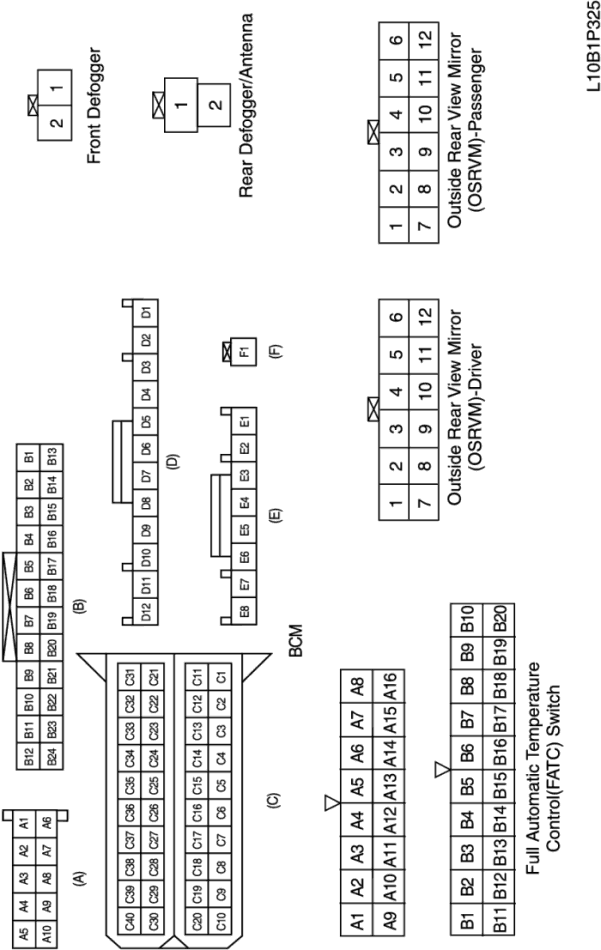 A5 A4 A3 A2 A1
A10 A9 A8 A7 A6
(A)
B12 B11 B10 B9 B8 B7 B6 B5 B4 B3 B2 B1
B24 B23 B22 B21 B20 B19 B18 B17 B16 B15 B14 B13
(B)
2 1
Front Defogger
C40 C39 C38 C37 C36 C35 C34 C33 C32 C31
C30 C29 C28 C27 C26 C25 C24 C23 C22 C21
C20 C19 C18 C17 C16 C15 C14 C13 C12 C11
C10 C9 C8 C7 C6 C5 C4 C3 C2 C1
(C)
D12 D11 D10 D9 D8 D7 D6 D5 D4 D3 D2 D1
(D)
E8 E7 E6 E5 E4 E3 E2 E1
(E)
F1
(F)
BCM
1
2
Rear Defogger/Antenna
A1 A2 A3 A4 A5 A6 A7 A8
A9 A10 A11 A12 A13 A14 A15 A16
B1 B2 B3 B4 B5 B6 B7 B8 B9 B10
B11 B12 B13 B14 B15 B16 B17 B18 B19 B20
Full Automatic Temperature
Control(FATC) Switch
1 2 3 4 5 6
7 8 9 10 11 12
Outside Rear View Mirror
(OSRVM)-Driver
1 2 3 4 5 6
7 8 9 10 11 12
Outside Rear View Mirror
(OSRVM)-Passenger
L10B1P325